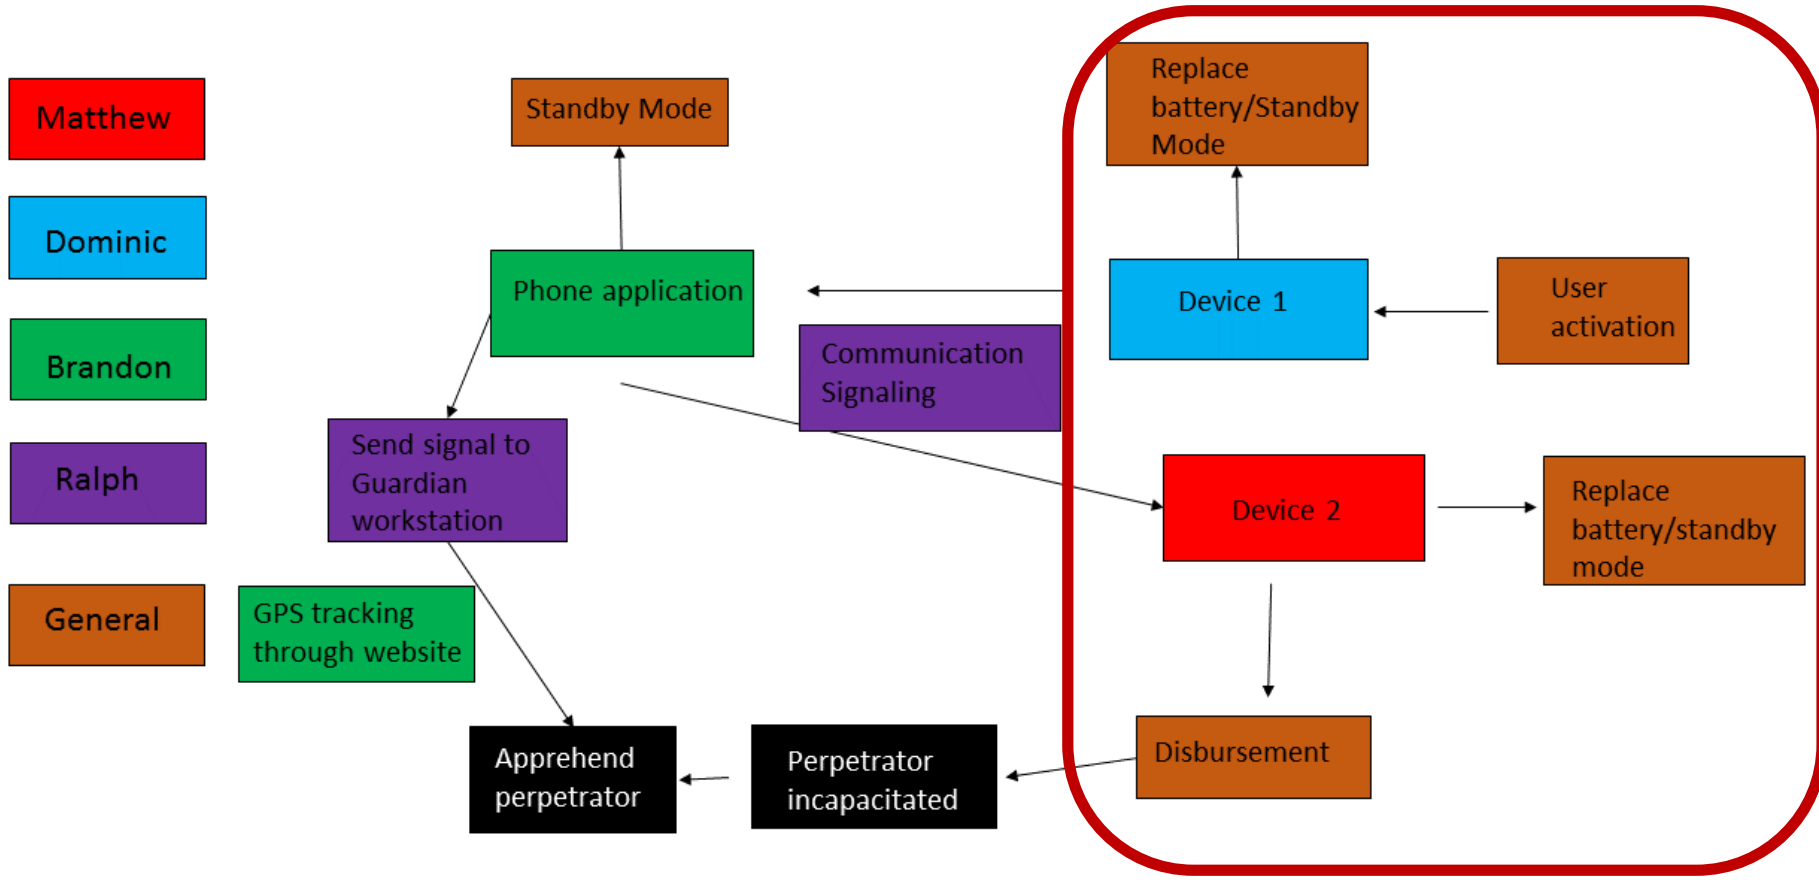 Matthew
Dominic
Brandon
Ralph
General
Standby Mode
Phone application
Send signal to
Guardian
workstation
GPS tracking
through website
Apprehend
perpetrator
Perpetrator
incapacitated
Communication
Signaling
Replace
battery/Standby
Mode
Device 1
User
activation
Device 2
Replace
battery/standby
mode
Disbursement